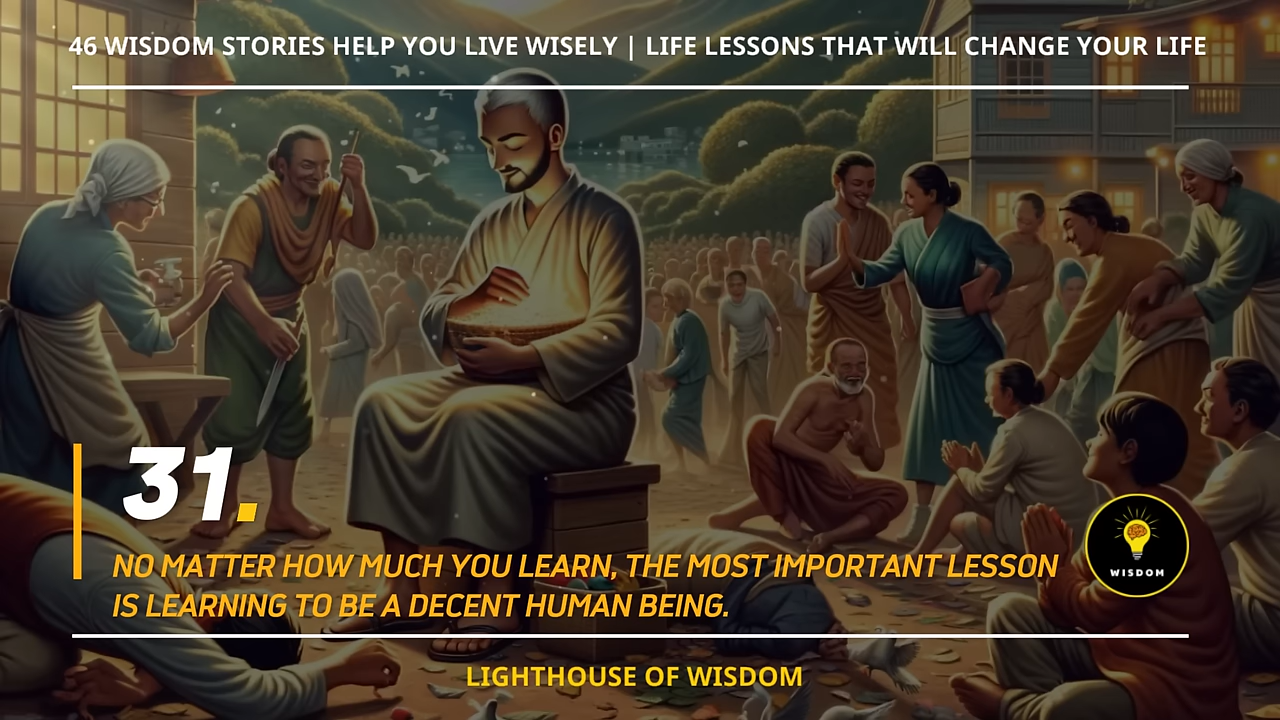 46 WISDOM STORIES HELP YOU LIVE WISELY | LIFE LESSONS THAT WILL CHANGE YOUR LIFE
31.
NO MATTER HOW MUCH YOU LEARN, THE MOST IMPORTANT LESSON
IS LEARNING TO BE A DECENT HUMAN BEING.
WISDOM
LIGHTHOUSE OF WISDOM